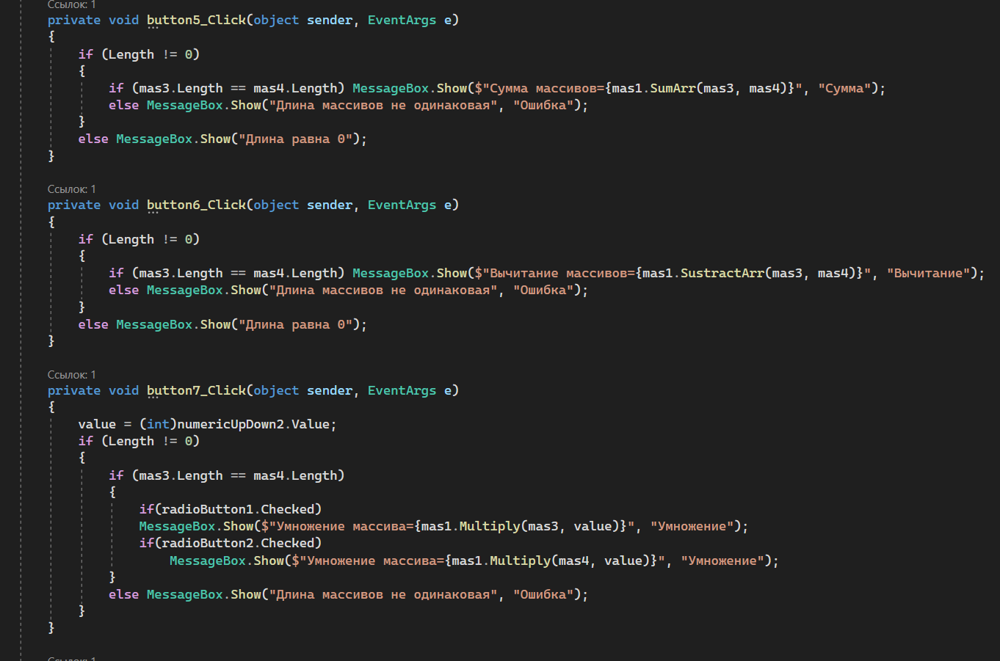 Ссылок: 1
private void button5_Click(object sender, EventArgs e)
{
if (Length != 0)
{
if (mas3.Length == mas4.Length) MessageBox.Show($"Сумма массивов={mas1.SumArr(mas3, mas4)}", "Сумма");
else MessageBox.Show("Длина массивов не одинаковая", "Ошибка");
}
else MessageBox.Show("Длина равна 0");
}
Ссылок: 1
private void button6_Click(object sender, EventArgs e)
{
if (Length != 0)
{
if (mas3.Length == mas4.Length) MessageBox.Show($"Вычитание массивов={mas1.SustractArr(mas3, mas4)}", "Вычитание");
else MessageBox.Show("Длина массивов не одинаковая", "Ошибка");
}
else MessageBox.Show("Длина равна 0");
}
Ссылок: 1
private void button7_Click(object sender, EventArgs e)
{
value = (int)numericUpDown2.Value;
if (Length != 0)
{
if (mas3.Length == mas4.Length)
{
if(radioButton1.Checked)
MessageBox.Show($"Умножение массива={mas1.Multiply(mas3, value)}", "Умножение");
if(radioButton2.Checked)
MessageBox.Show($"Умножение массива={mas1.Multiply(mas4, value)}", "Умножение");
}
else MessageBox.Show("Длина массивов не одинаковая", "Ошибка");
}
}
Ссылок: 1